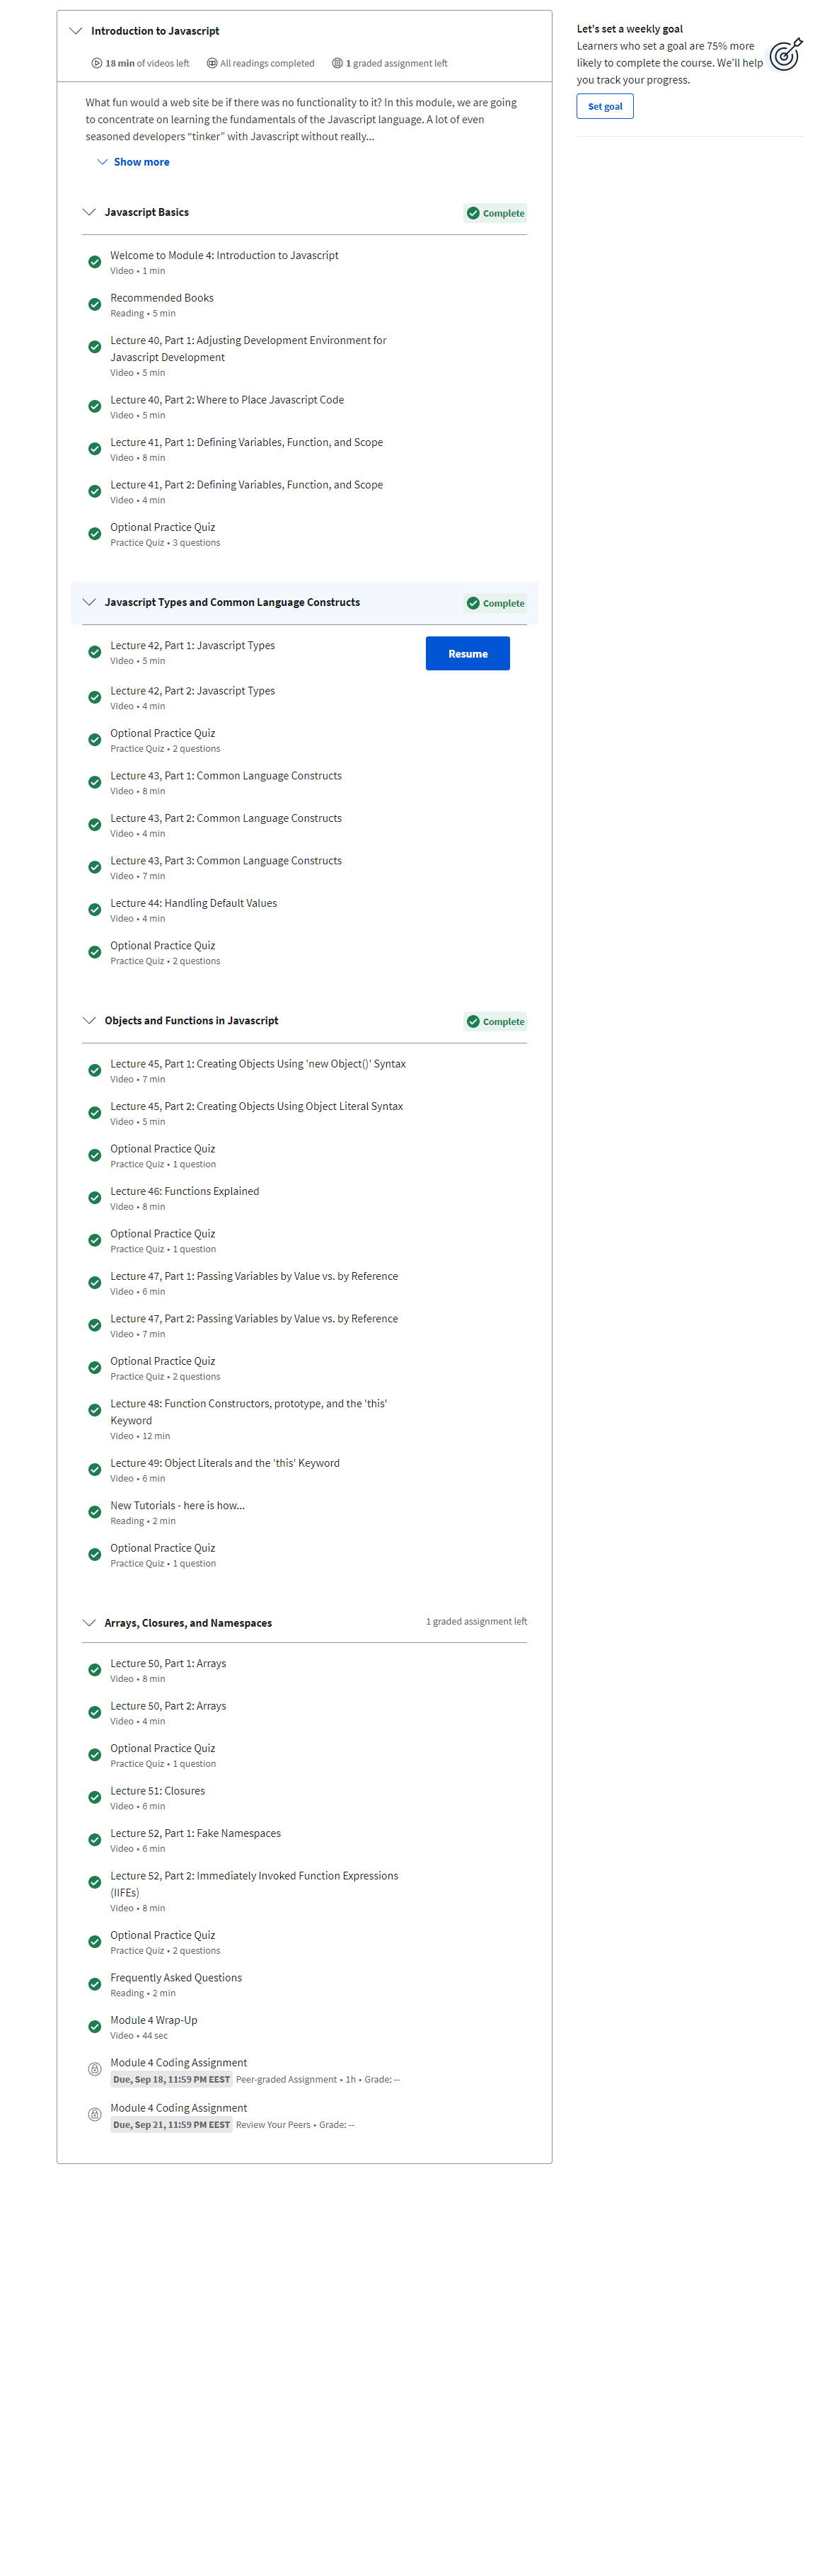 Introduction to Javascript
18 min of videos left All readings completed 1 graded assignment left
What fun would a web site be if there was no functionality to it? In this module, we are going
to concentrate on learning the fundamentals of the Javascript language. A lot of even
seasoned developers “tinker” with Javascript without really...
Show more
Javascript Basics Complete
Welcome to Module 4: Introduction to Javascript
Video • 1 min
Recommended Books
Reading • 5 min
Lecture 40, Part 1: Adjusting Development Environment for
Javascript Development
Video • 5 min
Lecture 40, Part 2: Where to Place Javascript Code
Video • 5 min
Lecture 41, Part 1: Defining Variables, Function, and Scope
Video • 8 min
Lecture 41, Part 2: Defining Variables, Function, and Scope
Video • 4 min
Optional Practice Quiz
Practice Quiz • 3 questions
Javascript Types and Common Language Constructs Complete
Lecture 42, Part 1: Javascript Types
Video • 5 min
Resume
Lecture 42, Part 2: Javascript Types
Video • 4 min
Optional Practice Quiz
Practice Quiz • 2 questions
Lecture 43, Part 1: Common Language Constructs
Video • 8 min
Lecture 43, Part 2: Common Language Constructs
Video • 4 min
Lecture 43, Part 3: Common Language Constructs
Video • 7 min
Lecture 44: Handling Default Values
Video • 4 min
Optional Practice Quiz
Practice Quiz • 2 questions
Objects and Functions in Javascript Complete
Lecture 45, Part 1: Creating Objects Using 'new Object()' Syntax
Video • 7 min
Lecture 45, Part 2: Creating Objects Using Object Literal Syntax
Video • 5 min
Optional Practice Quiz
Practice Quiz • 1 question
Lecture 46: Functions Explained
Video • 8 min
Optional Practice Quiz
Practice Quiz • 1 question
Lecture 47, Part 1: Passing Variables by Value vs. by Reference
Video • 6 min
Lecture 47, Part 2: Passing Variables by Value vs. by Reference
Video • 7 min
Optional Practice Quiz
Practice Quiz • 2 questions
Lecture 48: Function Constructors, prototype, and the 'this'
Keyword
Video • 12 min
Lecture 49: Object Literals and the 'this' Keyword
Video • 6 min
New Tutorials - here is how...
Reading • 2 min
Optional Practice Quiz
Practice Quiz • 1 question
Arrays, Closures, and Namespaces 1 graded assignment left
Lecture 50, Part 1: Arrays
Video • 8 min
Lecture 50, Part 2: Arrays
Video • 4 min
Optional Practice Quiz
Practice Quiz • 1 question
Lecture 51: Closures
Video • 6 min
Lecture 52, Part 1: Fake Namespaces
Video • 6 min
Lecture 52, Part 2: Immediately Invoked Function Expressions
(IIFEs)
Video • 8 min
Optional Practice Quiz
Practice Quiz • 2 questions
Frequently Asked Questions
Reading • 2 min
Module 4 Wrap-Up
Video • 44 sec
Module 4 Coding Assignment
Due, Sep 18, 11:59 PM EEST Peer-graded Assignment • 1h • Grade: --
Module 4 Coding Assignment
Due, Sep 21, 11:59 PM EEST Review Your Peers • Grade: --
Let's set a weekly goal
Learners who set a goal are 75% more
likely to complete the course. We'll help
you track your progress.
Set goal